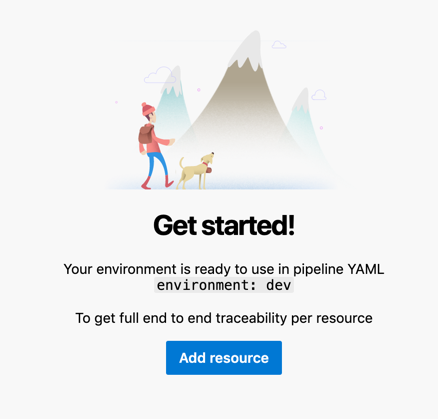 Get started!
Your environment is ready to use in pipeline YAML
environment: dev
To get full end to end traceability per resource
Add resource